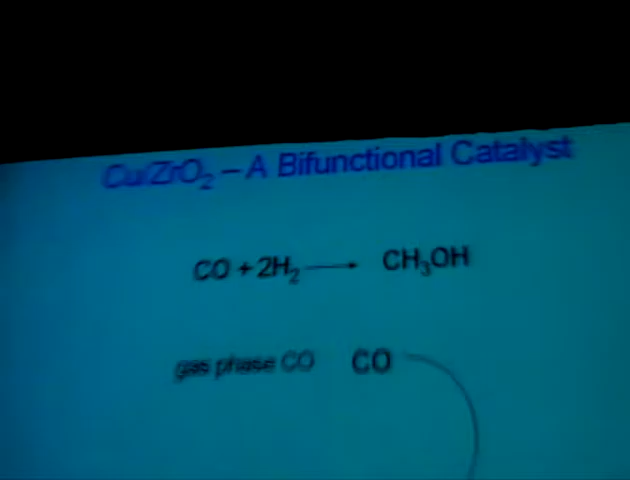 Cu/ZrO₂ – A Bifunctional Catalyst
CO + 2H₂ ⟶ CH₃OH
gas phase CO CO